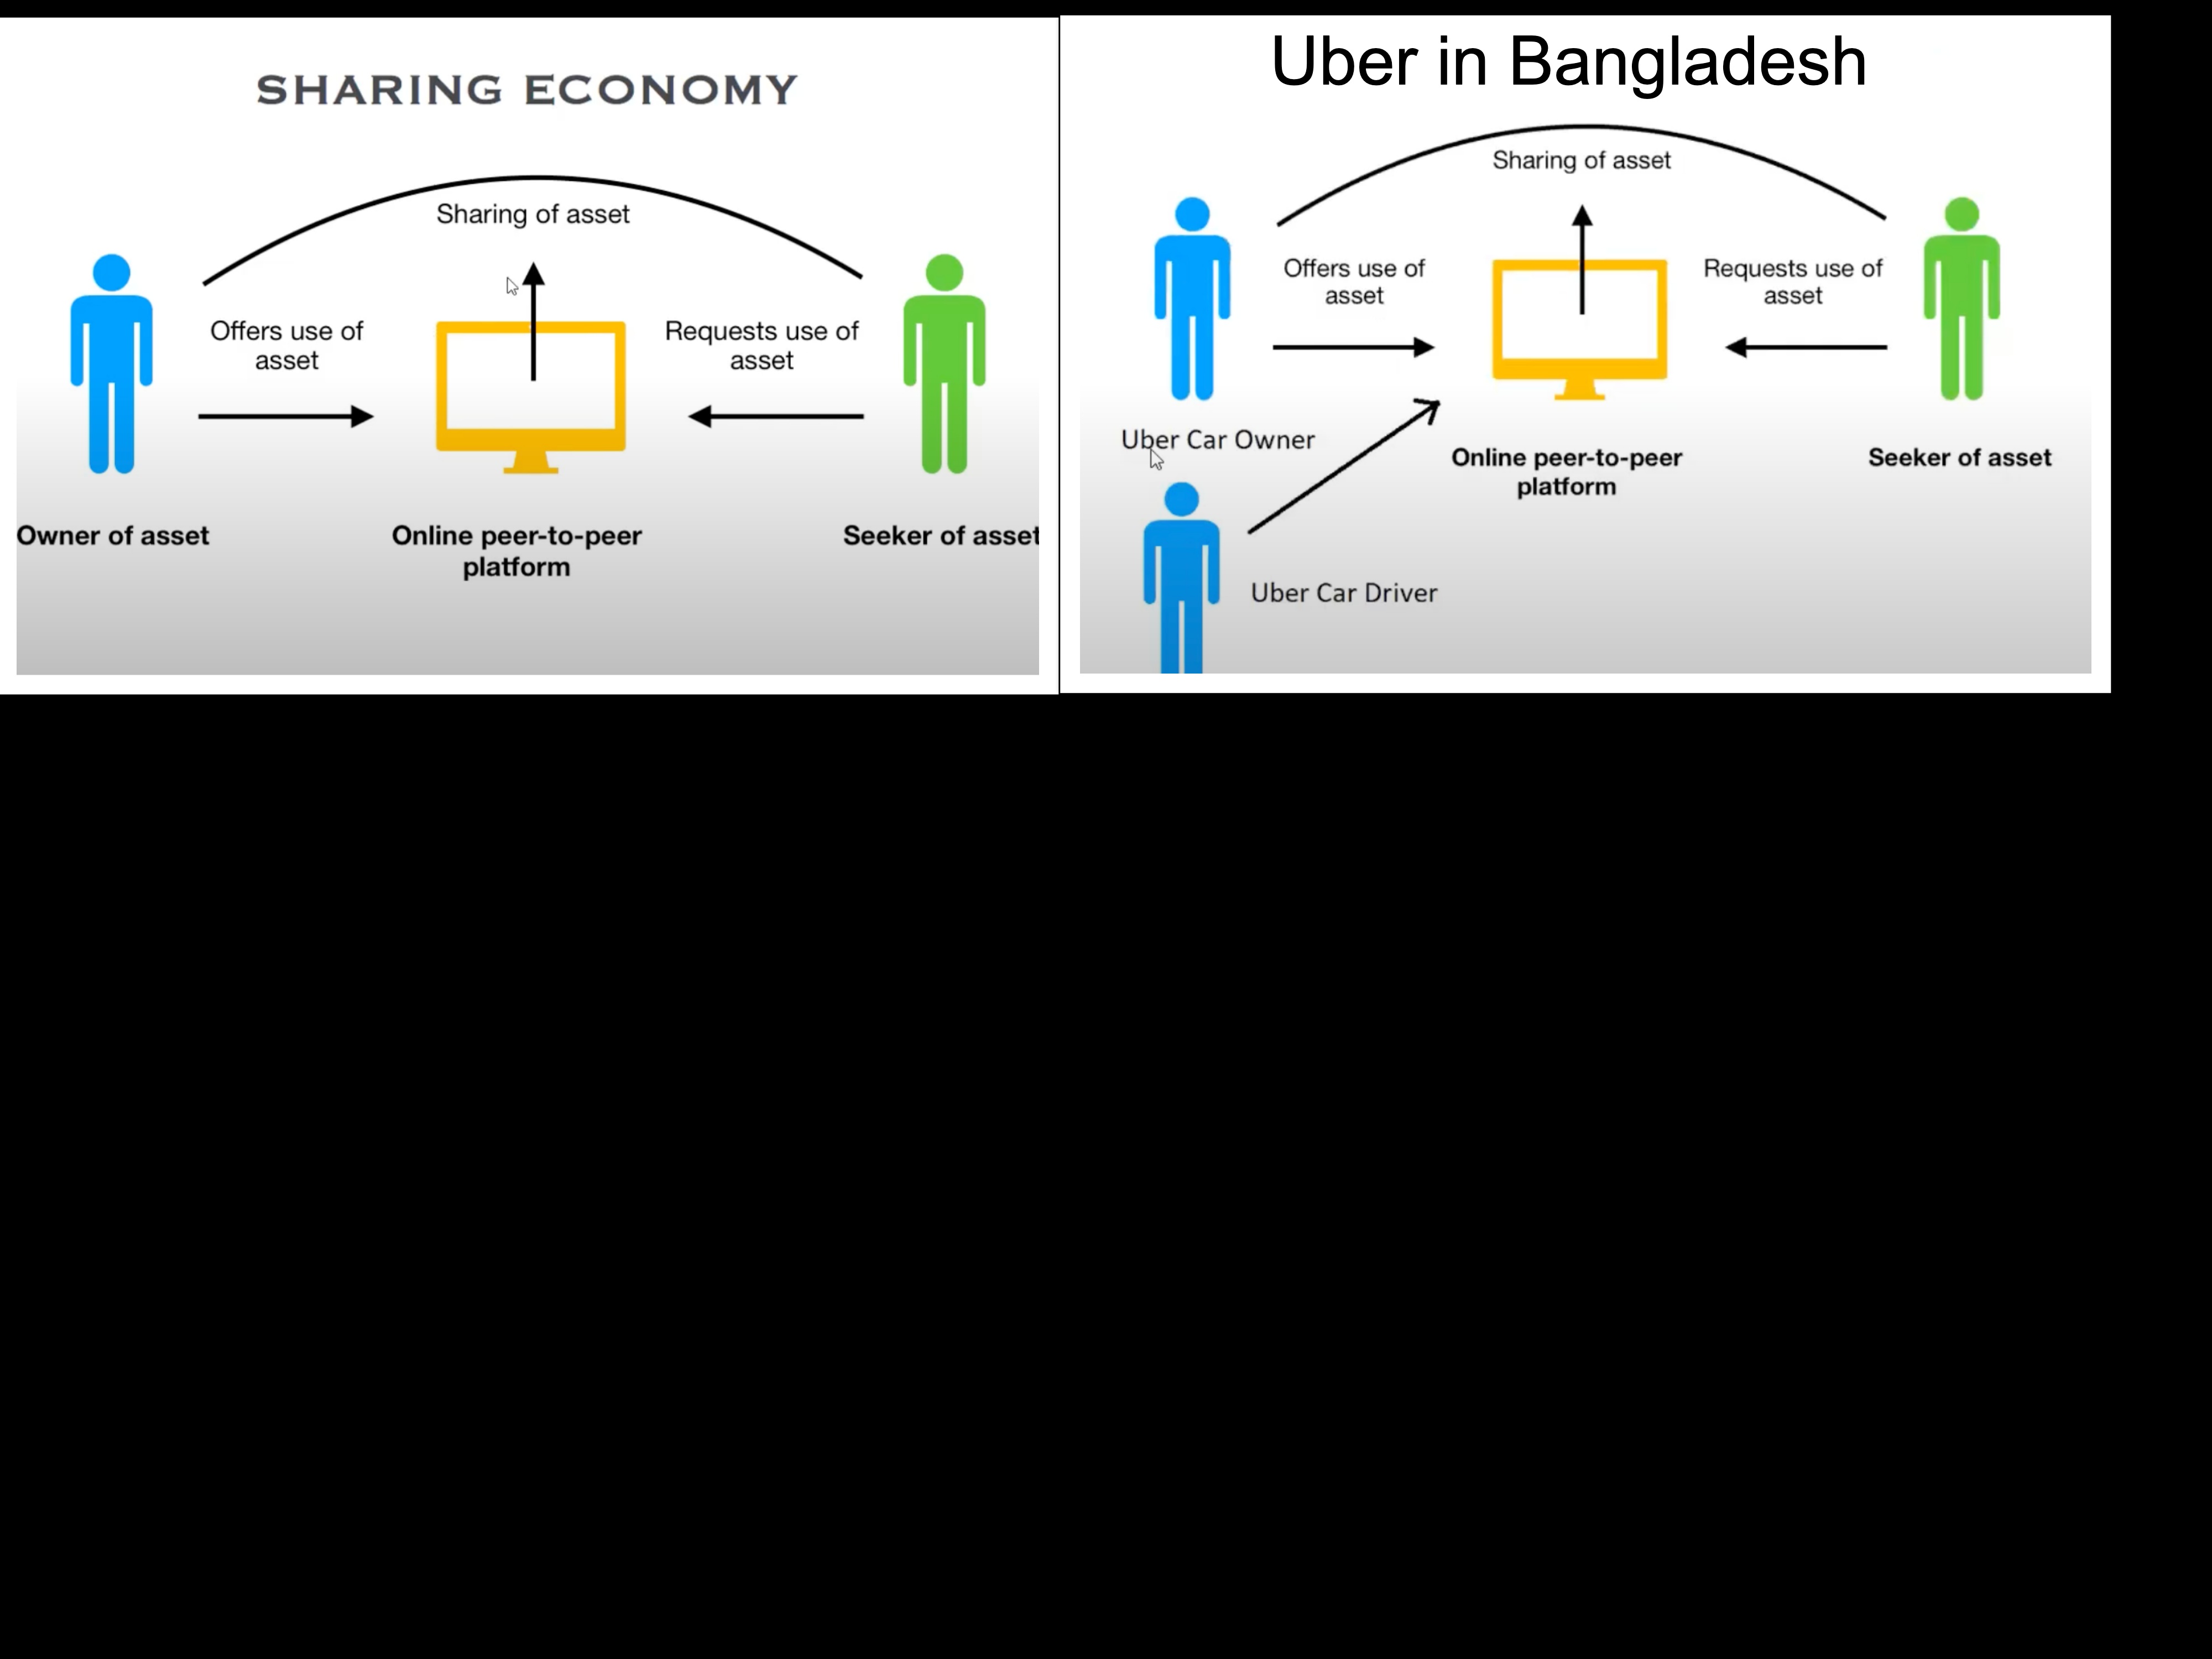 SHARING ECONOMY
Sharing of asset
Offers use of
asset
Requests use of
asset
Owner of asset
Online peer-to-peer
platform
Seeker of asset
Uber in Bangladesh
Sharing of asset
Offers use of
asset
Requests use of
asset
Uber Car Owner
Online peer-to-peer
platform
Seeker of asset
Uber Car Driver